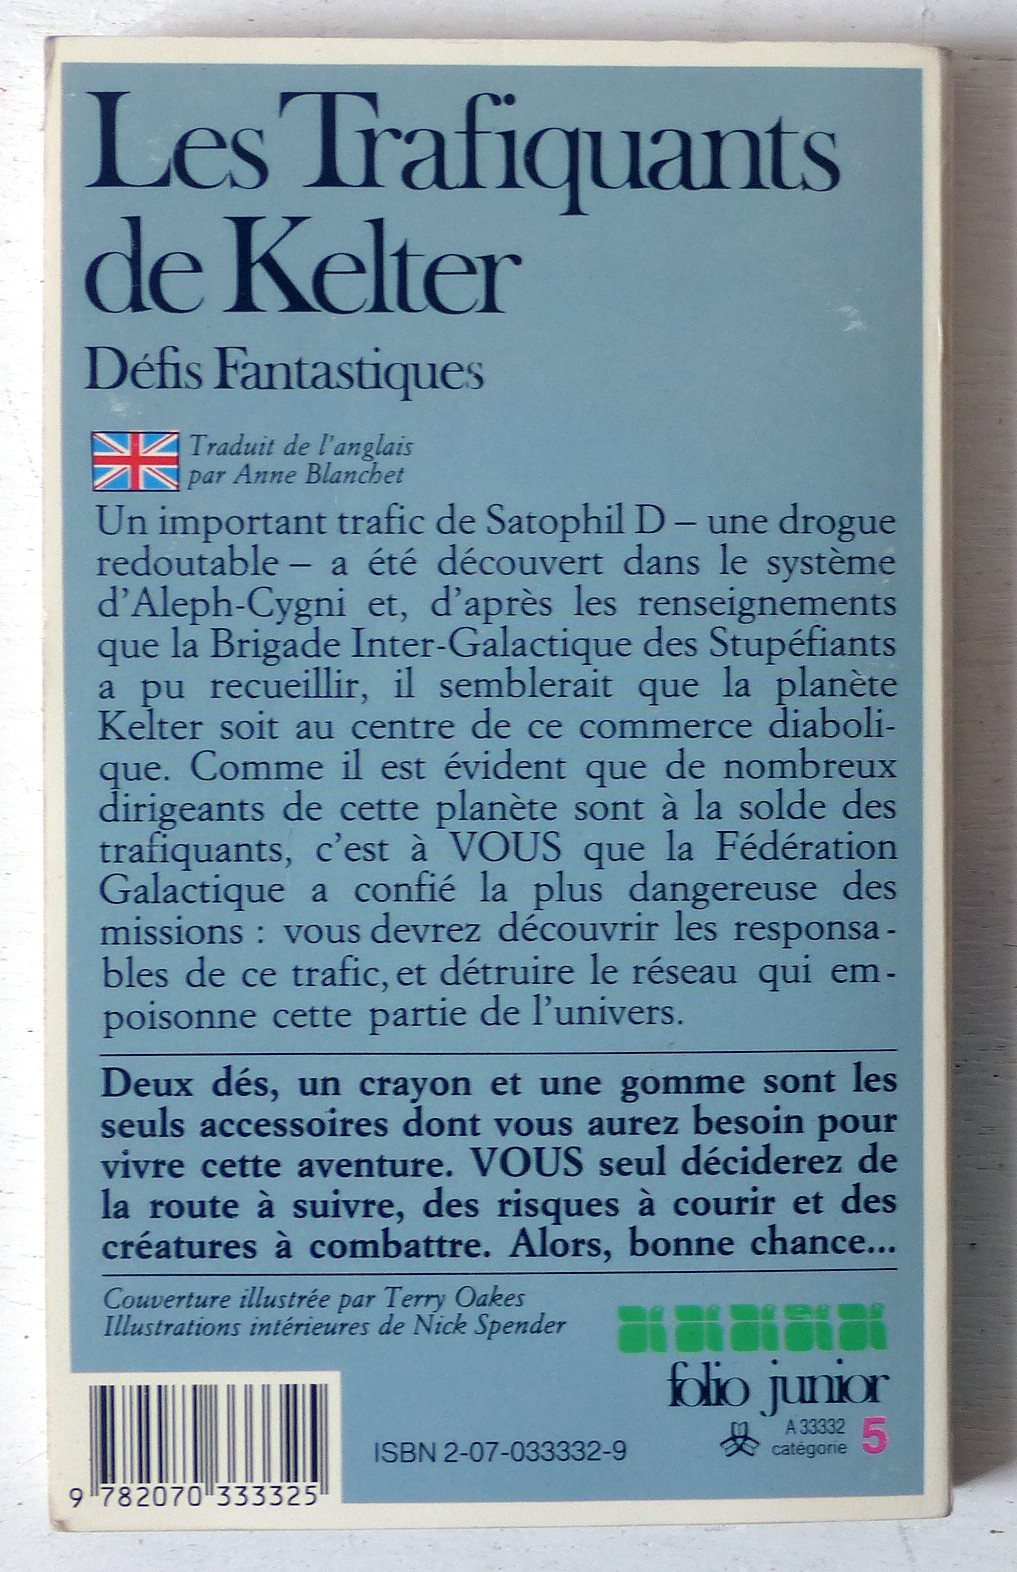 Les Trafiquants
de Kelter
Défis Fantastiques
Traduit de l'anglais
par Anne Blanchet
Un important trafic de Satophil D – une drogue
redoutable – a été découvert dans le système
d'Aleph-Cygni et, d'après les renseignements
que la Brigade Inter-Galactique des Stupéfiants
a pu recueillir, il semblerait que la planète
Kelter soit au centre de ce commerce diaboli-
que. Comme il est évident que de nombreux
dirigeants de cette planète sont à la solde des
trafiquants, c'est à VOUS que la Fédération
Galactique a confié la plus dangereuse des
missions : vous devrez découvrir les responsa-
bles de ce trafic, et détruire le réseau qui em-
poisonne cette partie de l'univers.
Deux dés, un crayon et une gomme sont les
seuls accessoires dont vous aurez besoin pour
vivre cette aventure. VOUS seul déciderez de
la route à suivre, des risques à courir et des
créatures à combattre. Alors, bonne chance...
Couverture illustrée par Terry Oakes
Illustrations intérieures de Nick Spender
folio junior
A 33332
catégorie 5
ISBN 2-07-033332-9
9 782070 333325